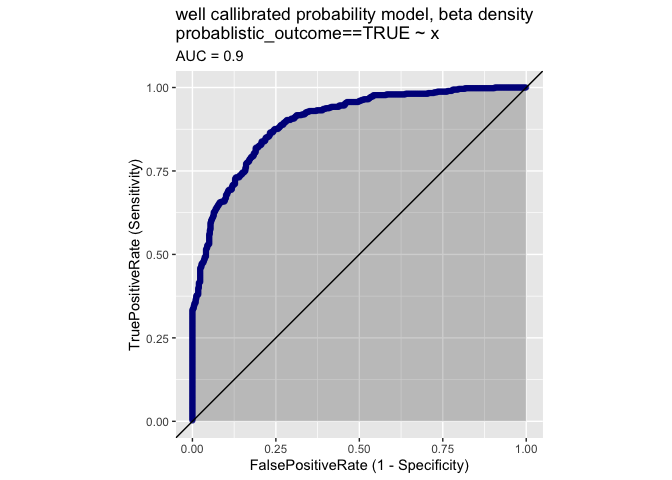 well callibrated probability model, beta density
probablistic_outcome==TRUE ~ x
AUC = 0.9
1.00
0.75
0.50
0.25
0.00
TruePositiveRate (Sensitivity)
0.00 0.25 0.50 0.75 1.00
FalsePositiveRate (1 - Specificity)